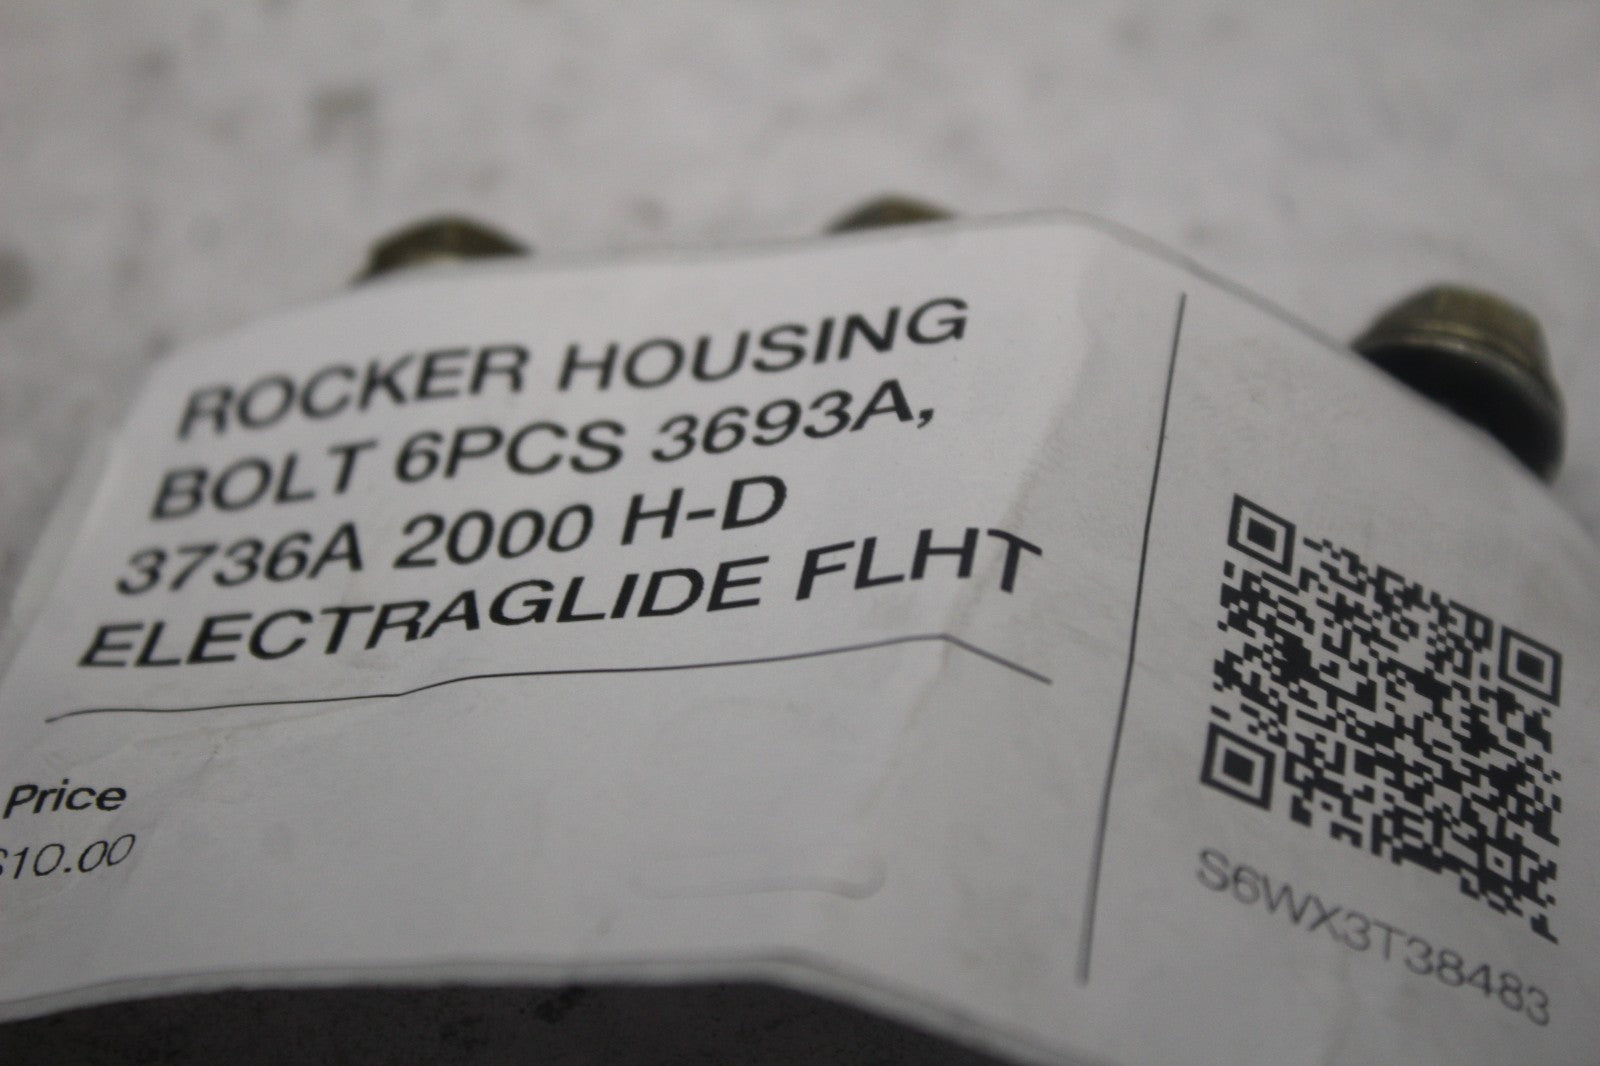 ROCKER HOUSING
BOLT 6PCS 3693A,
3736A 2000 H-D
ELECTRAGLIDE FLHT
Price
$10.00
S6WX3T38483